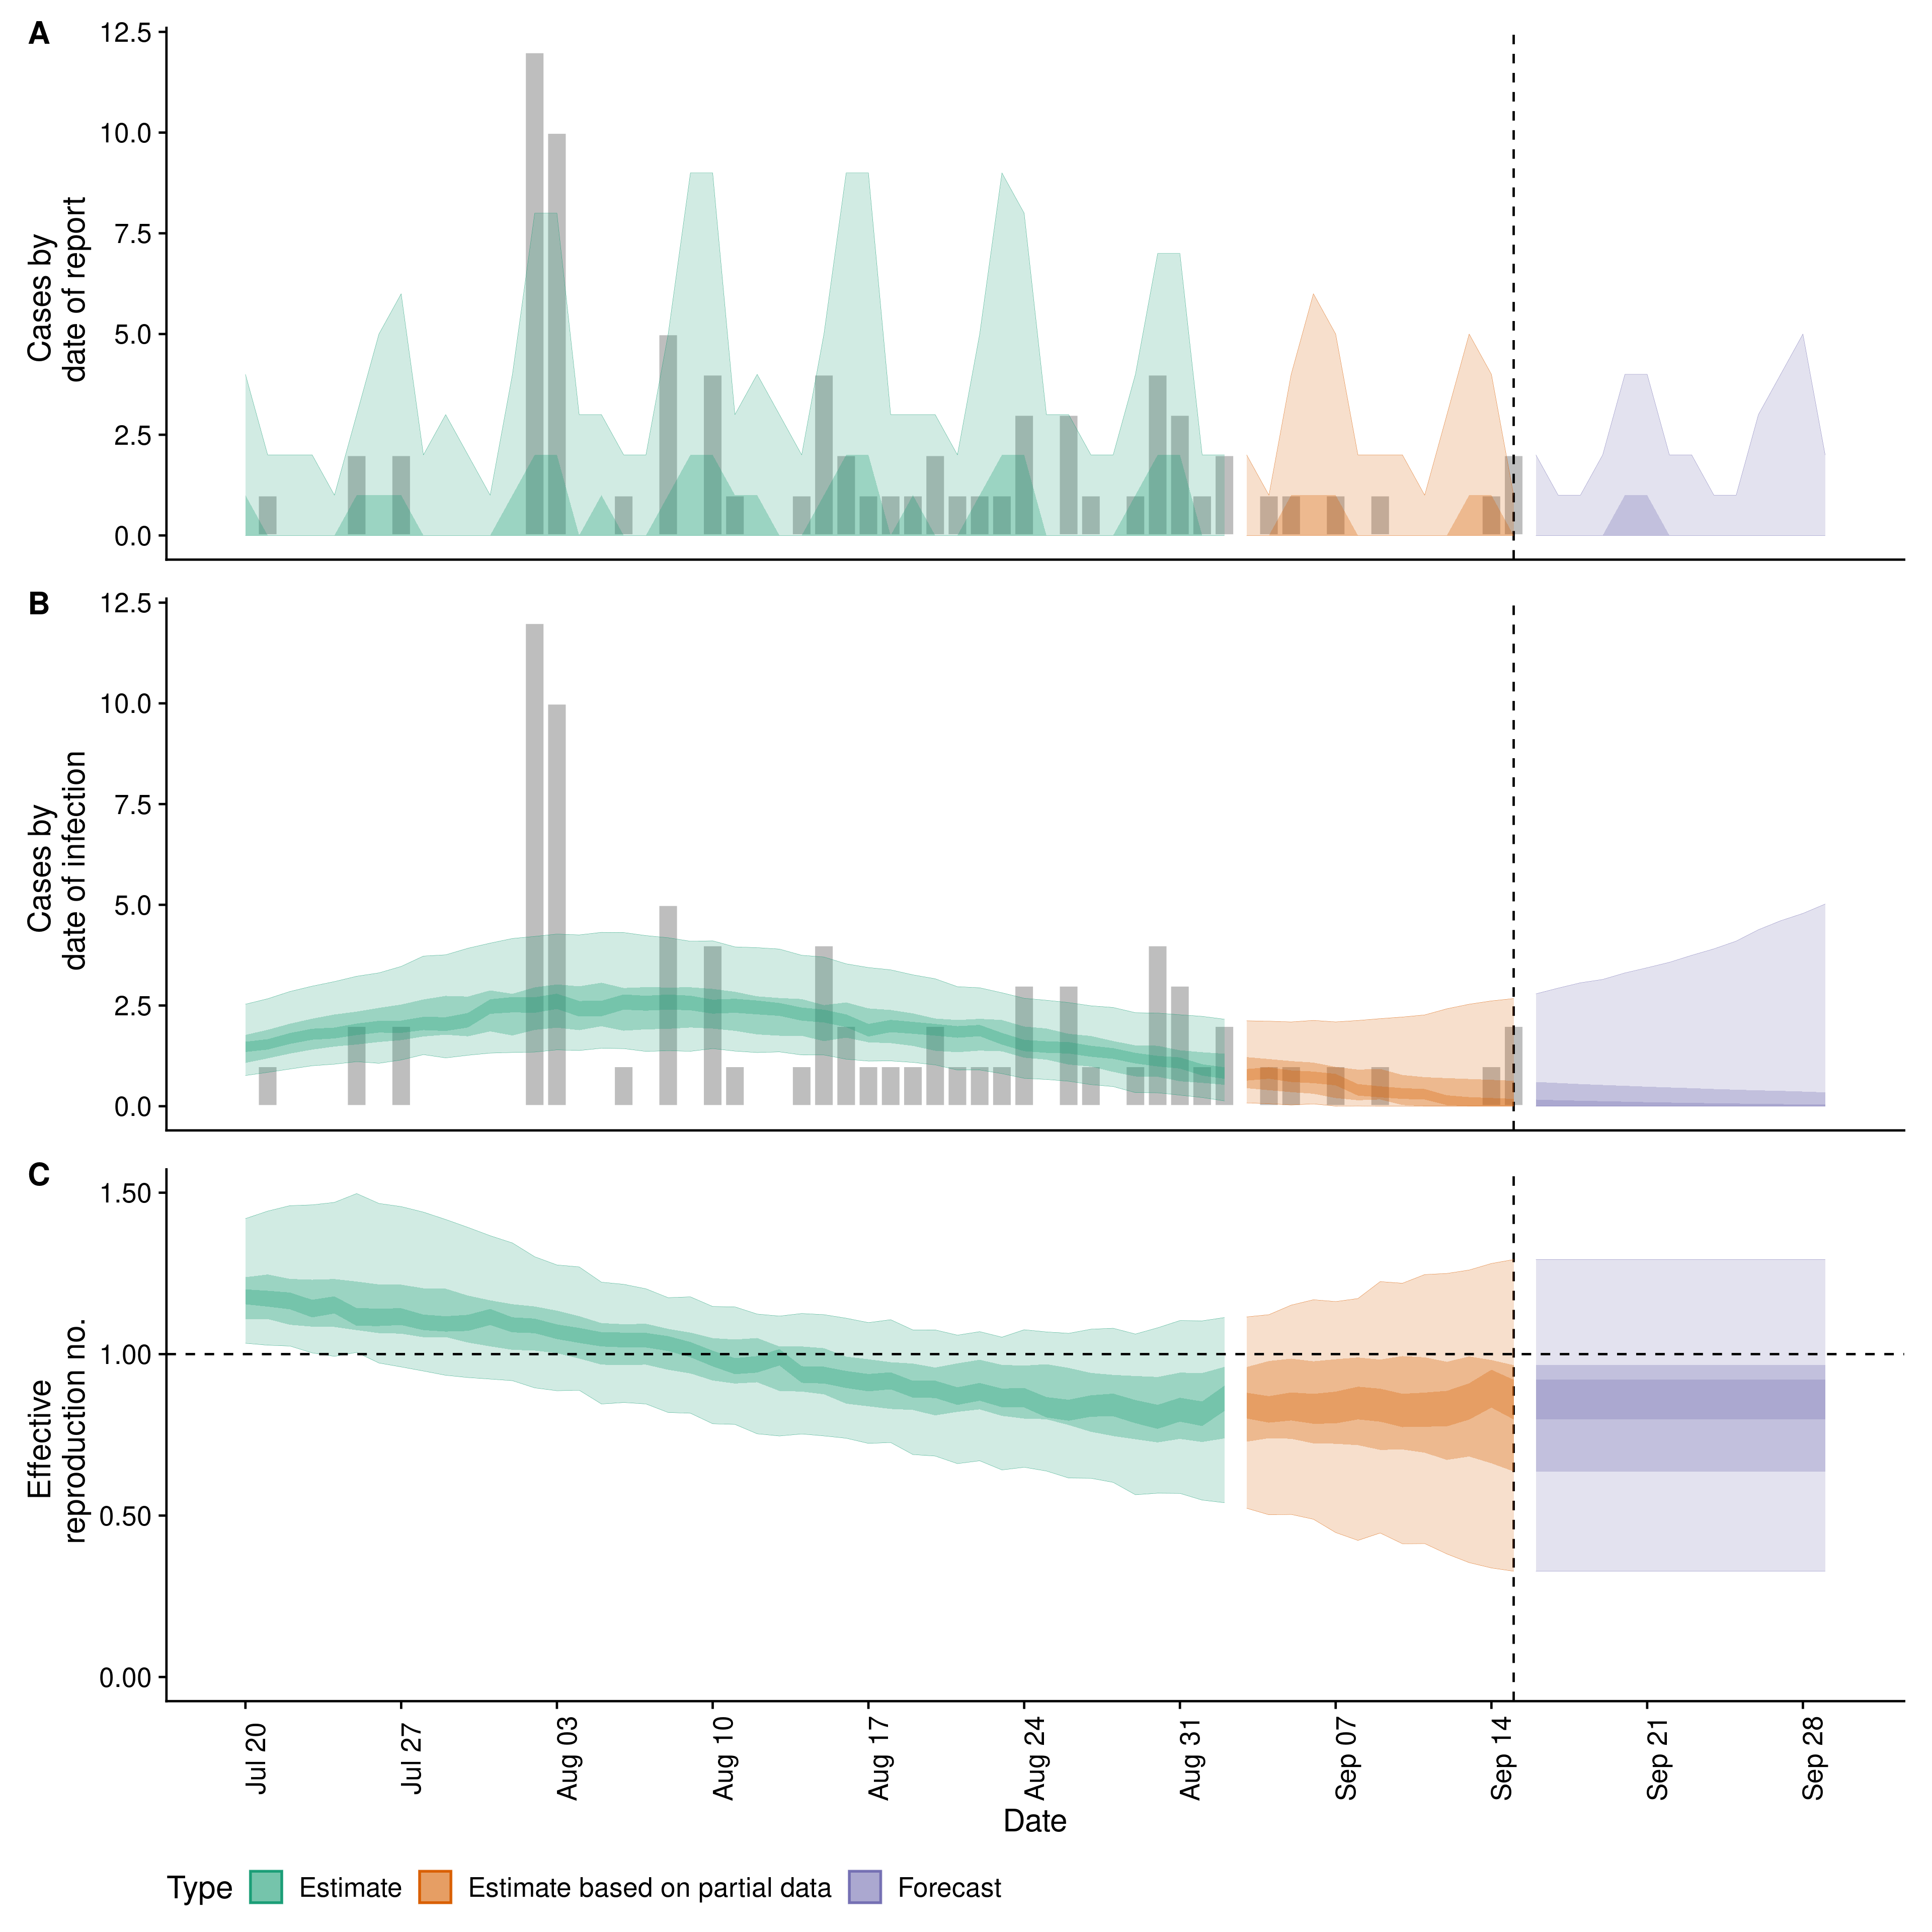 A
12.5
10.0
7.5
5.0
2.5
0.0
Cases by
date of report
B
12.5
10.0
7.5
5.0
2.5
0.0
Cases by
date of infection
C
1.50
1.00
0.50
0.00
Effective
reproduction no.
Jul 20
Jul 27
Aug 03
Aug 10
Aug 17
Aug 24
Aug 31
Sep 07
Sep 14
Sep 21
Sep 28
Date
Type
Estimate
Estimate based on partial data
Forecast